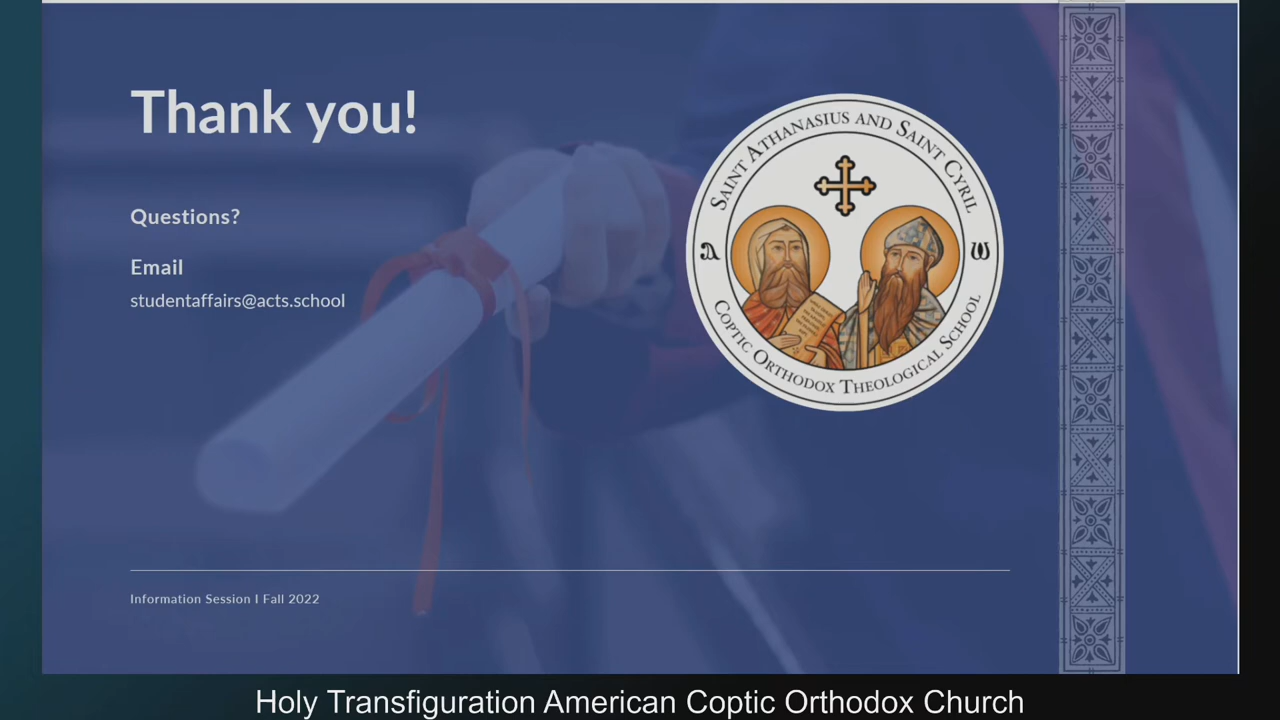 Thank you!
Questions?
Email
studentaffairs@acts.school
SAINT ATHANASIUS AND SAINT CYRIL
ⲁ
ⲱ
COPTIC ORTHODOX THEOLOGICAL SCHOOL
Information Session I Fall 2022
Holy Transfiguration American Coptic Orthodox Church